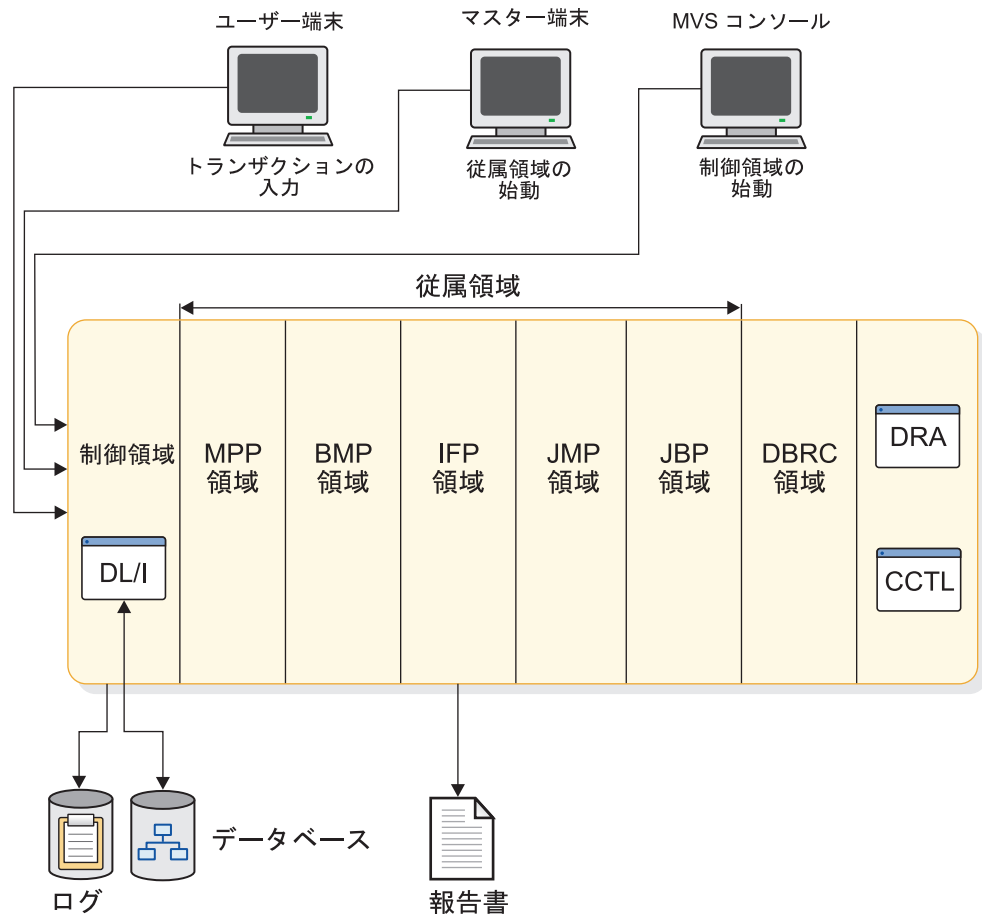 ユーザー端末
マスター端末
MVS コンソール
トランザクションの
入力
従属領域の
始動
制御領域の
始動
従属領域
制御領域
MPP
領域
BMP
領域
IFP
領域
JMP
領域
JBP
領域
DBRC
領域
DRA
DL/I
CCTL
データベース
ログ
報告書